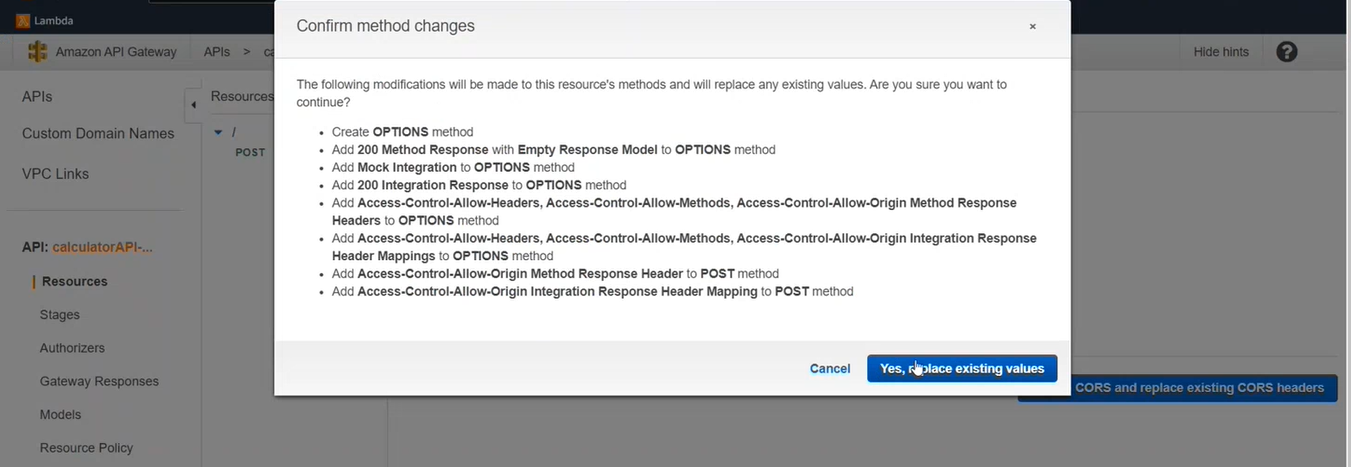 Lambda
Confirm method changes
×
Amazon API Gateway APIs > ca
Hide hints ?
The following modifications will be made to this resource's methods and will replace any existing values. Are you sure you want to
continue?
• Create OPTIONS method
• Add 200 Method Response with Empty Response Model to OPTIONS method
• Add Mock Integration to OPTIONS method
• Add 200 Integration Response to OPTIONS method
• Add Access-Control-Allow-Headers, Access-Control-Allow-Methods, Access-Control-Allow-Origin Method Response
Headers to OPTIONS method
• Add Access-Control-Allow-Headers, Access-Control-Allow-Methods, Access-Control-Allow-Origin Integration Response
Header Mappings to OPTIONS method
• Add Access-Control-Allow-Origin Method Response Header to POST method
• Add Access-Control-Allow-Origin Integration Response Header Mapping to POST method
Cancel Yes, replace existing values
CORS and replace existing CORS headers
APIs
Custom Domain Names
VPC Links
API: calculatorAPI-...
Resources
Stages
Authorizers
Gateway Responses
Models
Resource Policy
Resources
/
POST